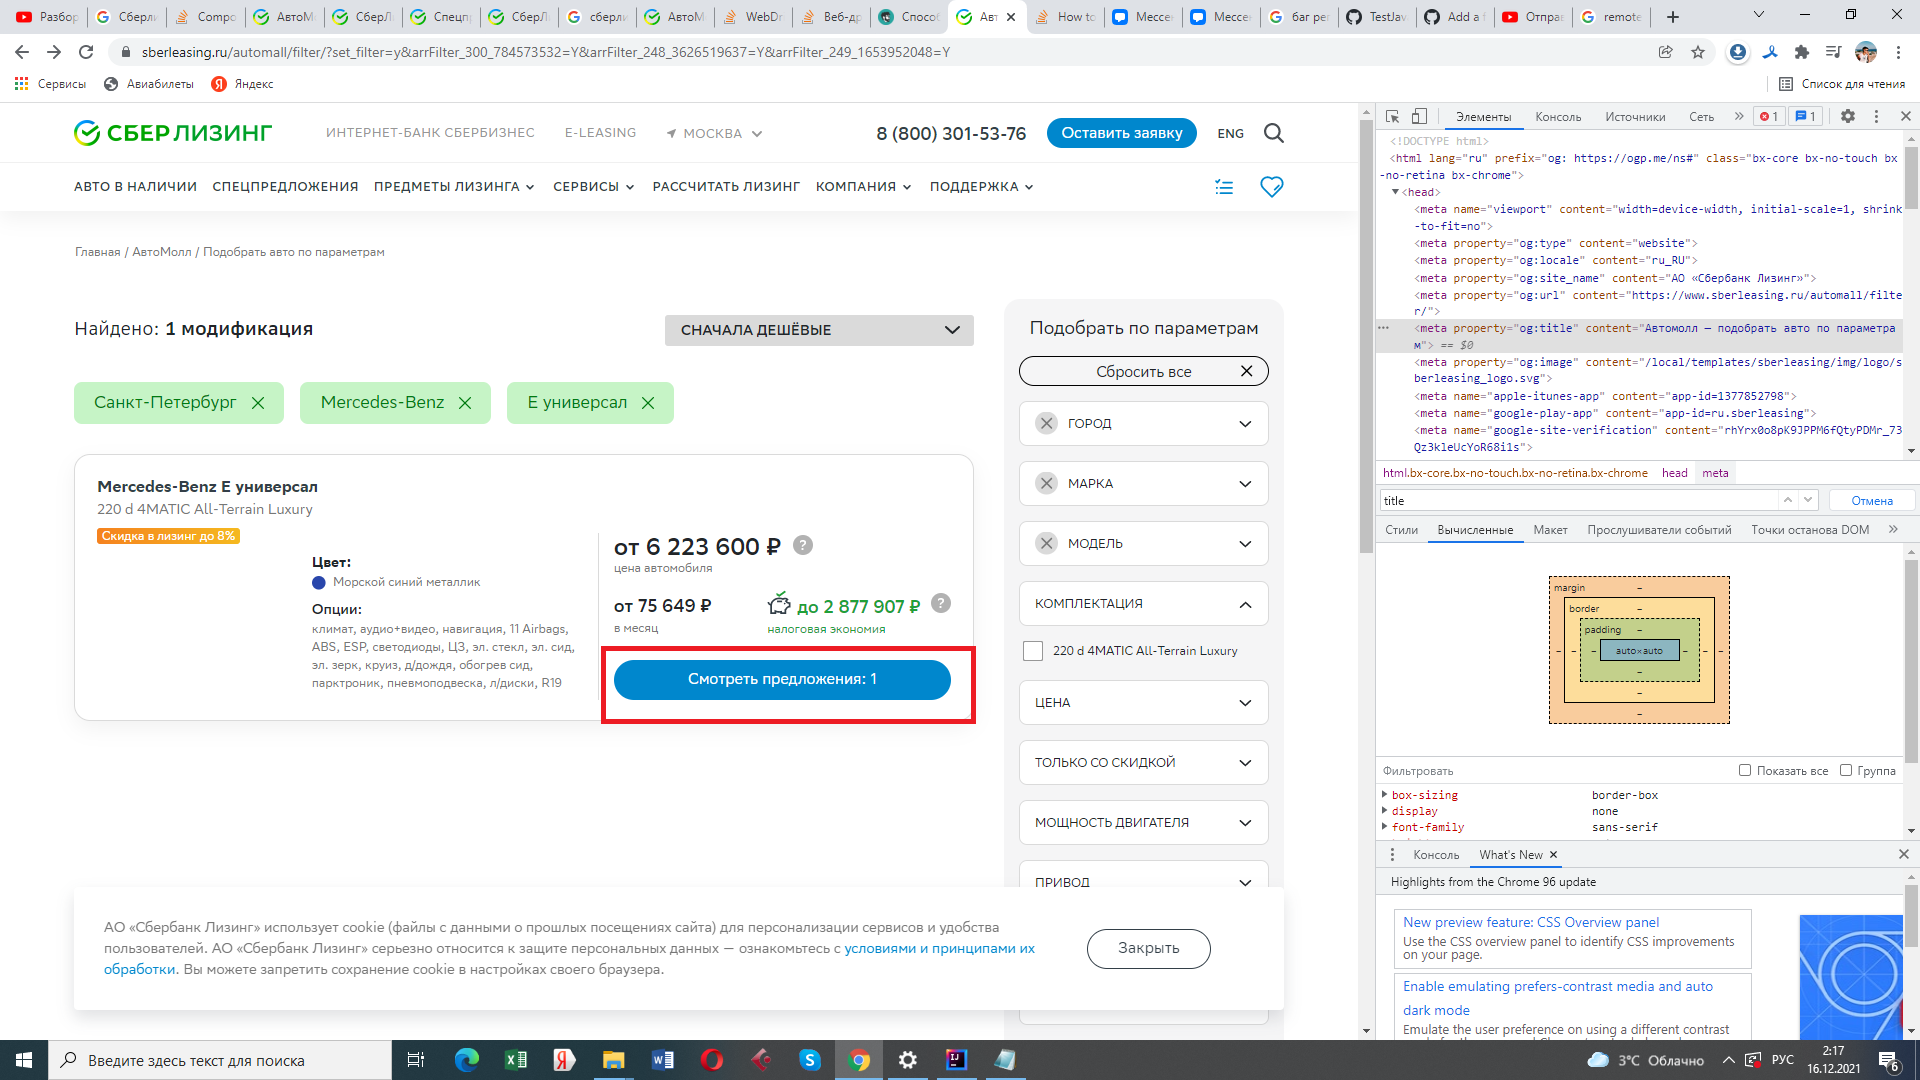 Разбор
Сберли
Compo
АвтоМ
СберЛ
Спецпр
СберЛ
сберли
АвтоМ
WebDr
Веб-др
Способ
Авт
How to
Мессен
Мессен
баг реп
TestJav
Add a f
Отправ
remote
sberleasing.ru/automall/filter/?set_filter=y&arrFilter_300_784573532=Y&arrFilter_248_3626519637=Y&arrFilter_249_1653952048=Y
Сервисы
Авиабилеты
Яндекс
Список для чтения
СБЕР ЛИЗИНГ
ИНТЕРНЕТ-БАНК СБЕРБИЗНЕС
E-LEASING
МОСКВА
8 (800) 301-53-76
Оставить заявку
ENG
АВТО В НАЛИЧИИ
СПЕЦПРЕДЛОЖЕНИЯ
ПРЕДМЕТЫ ЛИЗИНГА
СЕРВИСЫ
РАССЧИТАТЬ ЛИЗИНГ
КОМПАНИЯ
ПОДДЕРЖКА
Главная / АвтоМолл / Подобрать авто по параметрам
Найдено: 1 модификация
СНАЧАЛА ДЕШЁВЫЕ
Санкт-Петербург
Mercedes-Benz
E универсал
Mercedes-Benz E универсал
220 d 4MATIC All-Terrain Luxury
Скидка в лизинг до 8%
Цвет:
Морской синий металлик
Опции:
климат, аудио+видео, навигация, 11 Airbags,
ABS, ESP, светодиоды, ЦЗ, эл. стекл, эл. сид,
эл. зерк, круиз, д/дождя, обогрев сид,
парктроник, пневмоподвеска, л/диски, R19
от 6 223 600 ₽ ?
цена автомобиля
от 75 649 ₽
в месяц
до 2 877 907 ₽ ?
налоговая экономия
Смотреть предложения: 1
Подобрать по параметрам
Сбросить все
ГОРОД
МАРКА
МОДЕЛЬ
КОМПЛЕКТАЦИЯ
220 d 4MATIC All-Terrain Luxury
ЦЕНА
ТОЛЬКО СО СКИДКОЙ
МОЩНОСТЬ ДВИГАТЕЛЯ
ПРИВОД
АО «Сбербанк Лизинг» использует cookie (файлы с данными о прошлых посещениях сайта) для персонализации сервисов и удобства
пользователей. АО «Сбербанк Лизинг» серьезно относится к защите персональных данных — ознакомьтесь с условиями и принципами их
обработки. Вы можете запретить сохранение cookie в настройках своего браузера.
Закрыть
Элементы
Консоль
Источники
Сеть
1
1
<!DOCTYPE html>
<html lang="ru" prefix="og: https://ogp.me/ns#" class="bx-core bx-no-touch bx
-no-retina bx-chrome">
<head>
<meta name="viewport" content="width=device-width, initial-scale=1, shrink
-to-fit=no">
<meta property="og:type" content="website">
<meta property="og:locale" content="ru_RU">
<meta property="og:site_name" content="АО «Сбербанк Лизинг»">
<meta property="og:url" content="https://www.sberleasing.ru/automall/filte
r/">
<meta property="og:title" content="Автомолл — подобрать авто по параметра
м"> == $0
<meta property="og:image" content="/local/templates/sberleasing/img/logo/s
berleasing_logo.svg">
<meta name="apple-itunes-app" content="app-id=1377852798">
<meta name="google-play-app" content="app-id=ru.sberleasing">
<meta name="google-site-verification" content="rhYrx0o8pK9JPPM6fQtyPDMr_73
Qz3kleUcYoR68i1s">
html.bx-core.bx-no-touch.bx-no-retina.bx-chrome
head
meta
title
Отмена
Стили
Вычисленные
Макет
Прослушиватели событий
Точки останова DOM
margin
border
padding
auto×auto
Фильтровать
Показать все
Группа
box-sizing
border-box
display
none
font-family
sans-serif
Консоль
What's New
Highlights from the Chrome 96 update
New preview feature: CSS Overview panel
Use the CSS overview panel to identify CSS improvements
on your page.
Enable emulating prefers-contrast media and auto
dark mode
Emulate the user preference on using a different contrast
Введите здесь текст для поиска
3°C Облачно
РУС
2:17
16.12.2021
6